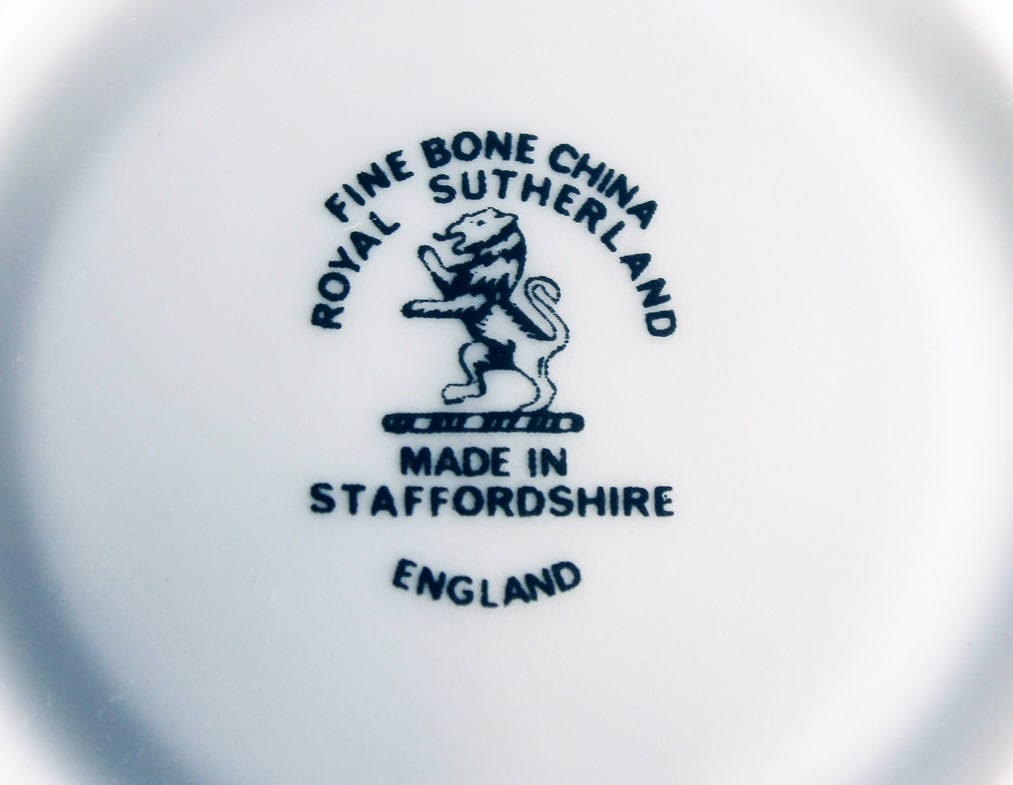 FINE BONE CHINA
ROYAL SUTHERLAND
MADE IN
STAFFORDSHIRE
ENGLAND